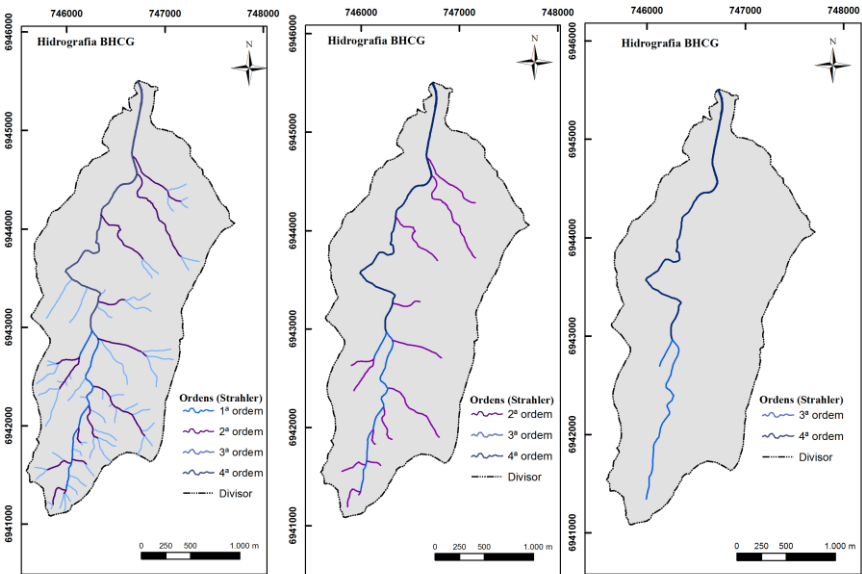 746000 747000 748000
Hidrografia BHCG
N
6946000
6945000
6944000
6943000
6942000
6941000
Ordens (Strahler)
1ª ordem
2ª ordem
3ª ordem
4ª ordem
Divisor
0 250 500 1.000 m
746000 747000 748000
Hidrografia BHCG
N
6946000
6945000
6944000
6943000
6942000
6941000
Ordens (Strahler)
2ª ordem
3ª ordem
4ª ordem
Divisor
0 250 500 1.000 m
746000 747000 748000
Hidrografia BHCG
N
6946000
6945000
6944000
6943000
6942000
6941000
Ordens (Strahler)
3ª ordem
4ª ordem
Divisor
0 250 500 1.000 m